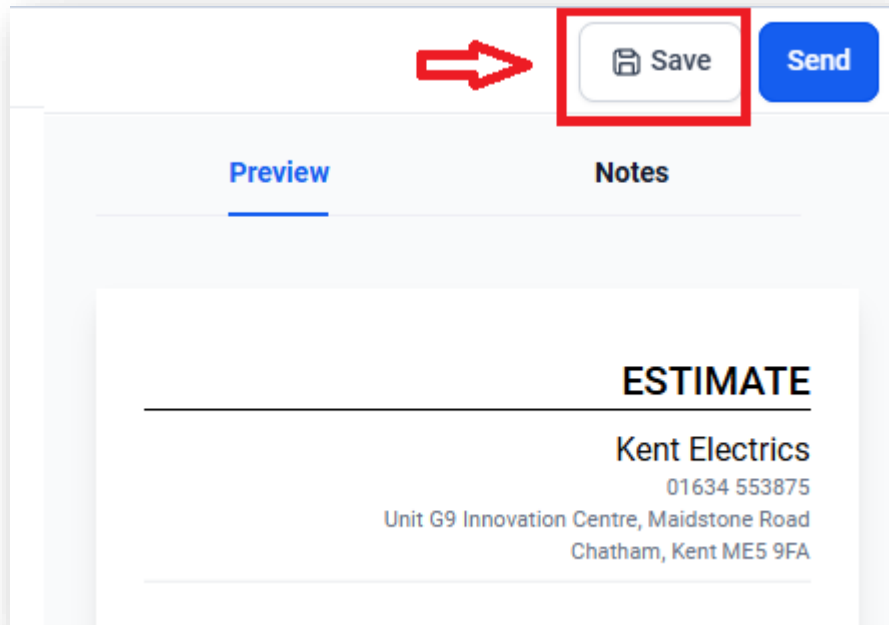 Save Send
Preview Notes
ESTIMATE
Kent Electrics
01634 553875
Unit G9 Innovation Centre, Maidstone Road
Chatham, Kent ME5 9FA